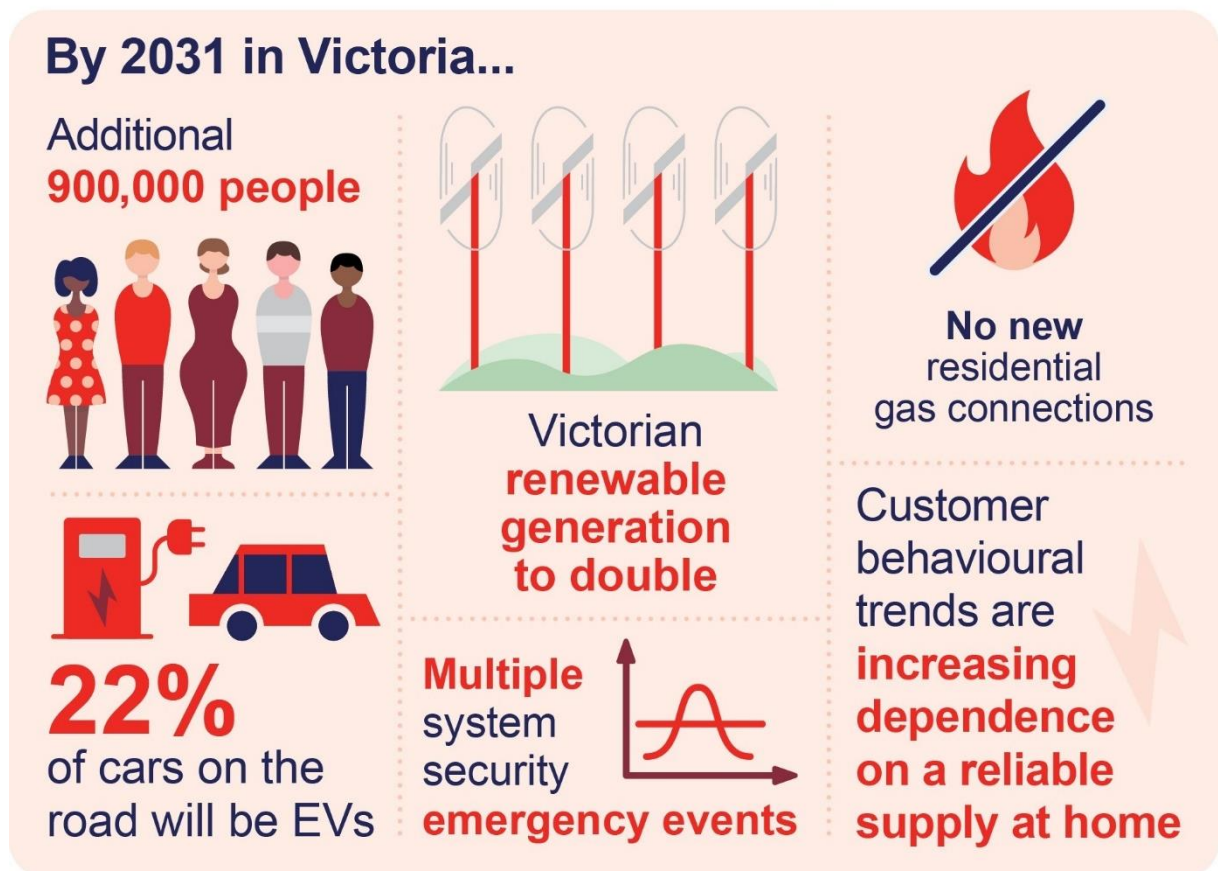 By 2031 in Victoria...
Additional
900,000 people
22%
of cars on the
road will be EVs
Victorian
renewable
generation
to double
Multiple
system
security
emergency events
No new
residential
gas connections
Customer
behavioural
trends are
increasing
dependence
on a reliable
supply at home